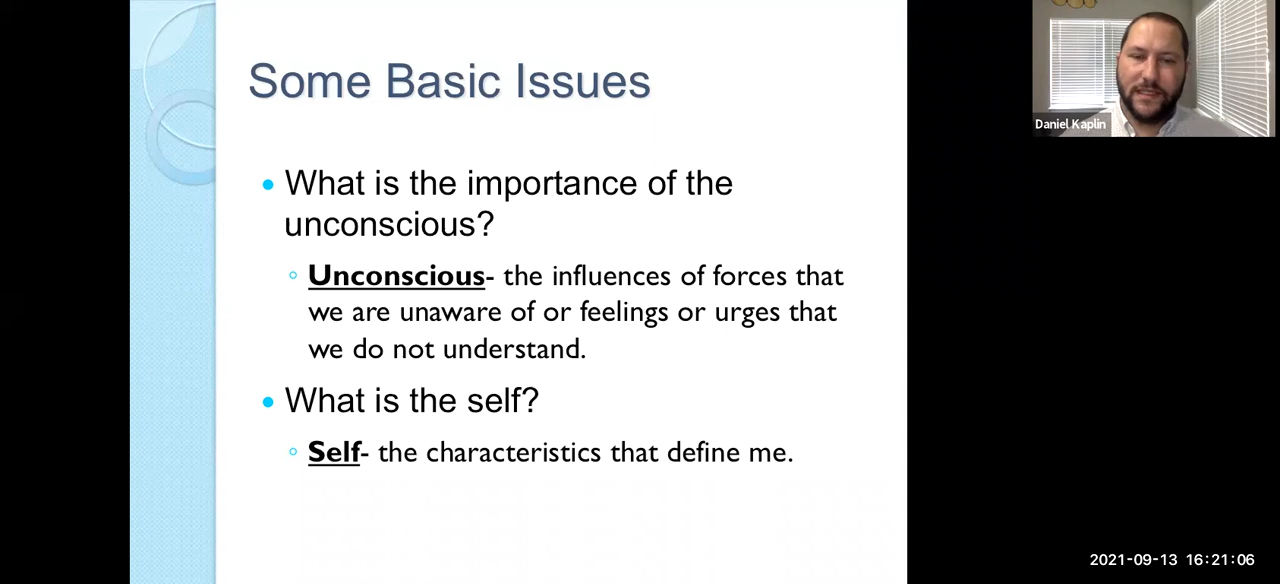 Some Basic Issues
• What is the importance of the
unconscious?
◦ Unconscious- the influences of forces that
we are unaware of or feelings or urges that
we do not understand.
• What is the self?
◦ Self- the characteristics that define me.
Daniel Kaplin
2021-09-13 16:21:06